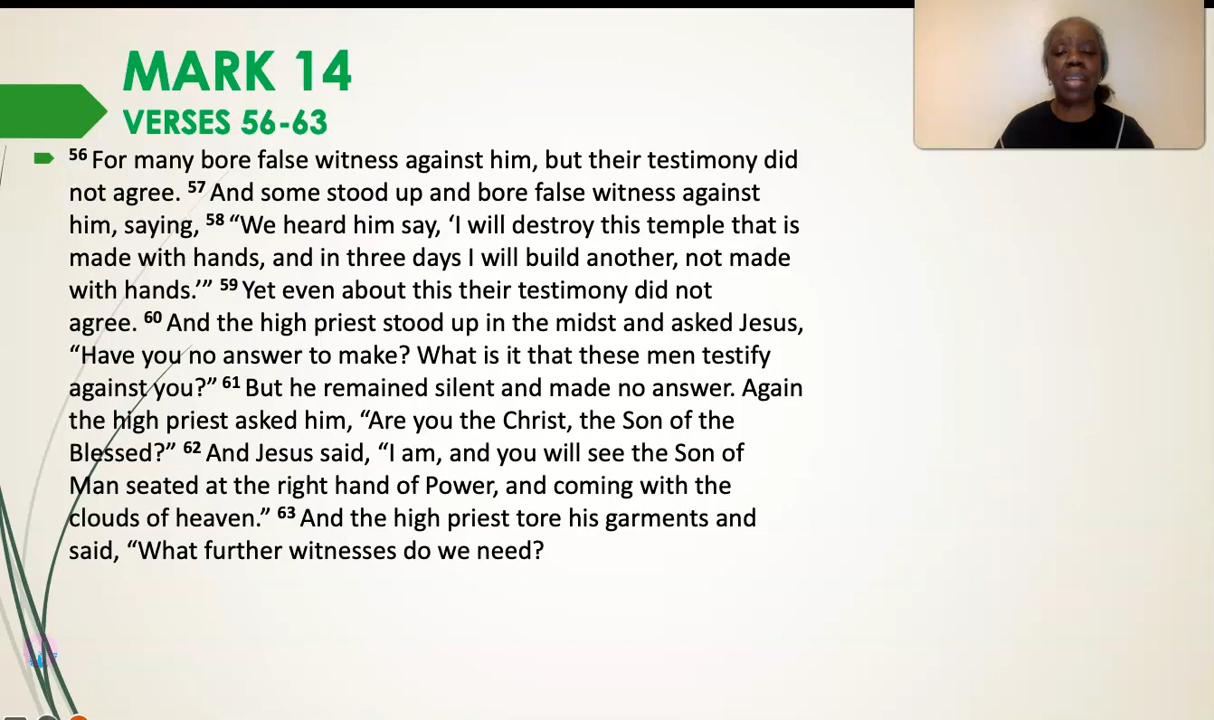 MARK 14
VERSES 56-63
56 For many bore false witness against him, but their testimony did
not agree. 57 And some stood up and bore false witness against
him, saying, 58 “We heard him say, ‘I will destroy this temple that is
made with hands, and in three days I will build another, not made
with hands.’” 59 Yet even about this their testimony did not
agree. 60 And the high priest stood up in the midst and asked Jesus,
“Have you no answer to make? What is it that these men testify
against you?” 61 But he remained silent and made no answer. Again
the high priest asked him, “Are you the Christ, the Son of the
Blessed?” 62 And Jesus said, “I am, and you will see the Son of
Man seated at the right hand of Power, and coming with the
clouds of heaven.” 63 And the high priest tore his garments and
said, “What further witnesses do we need?